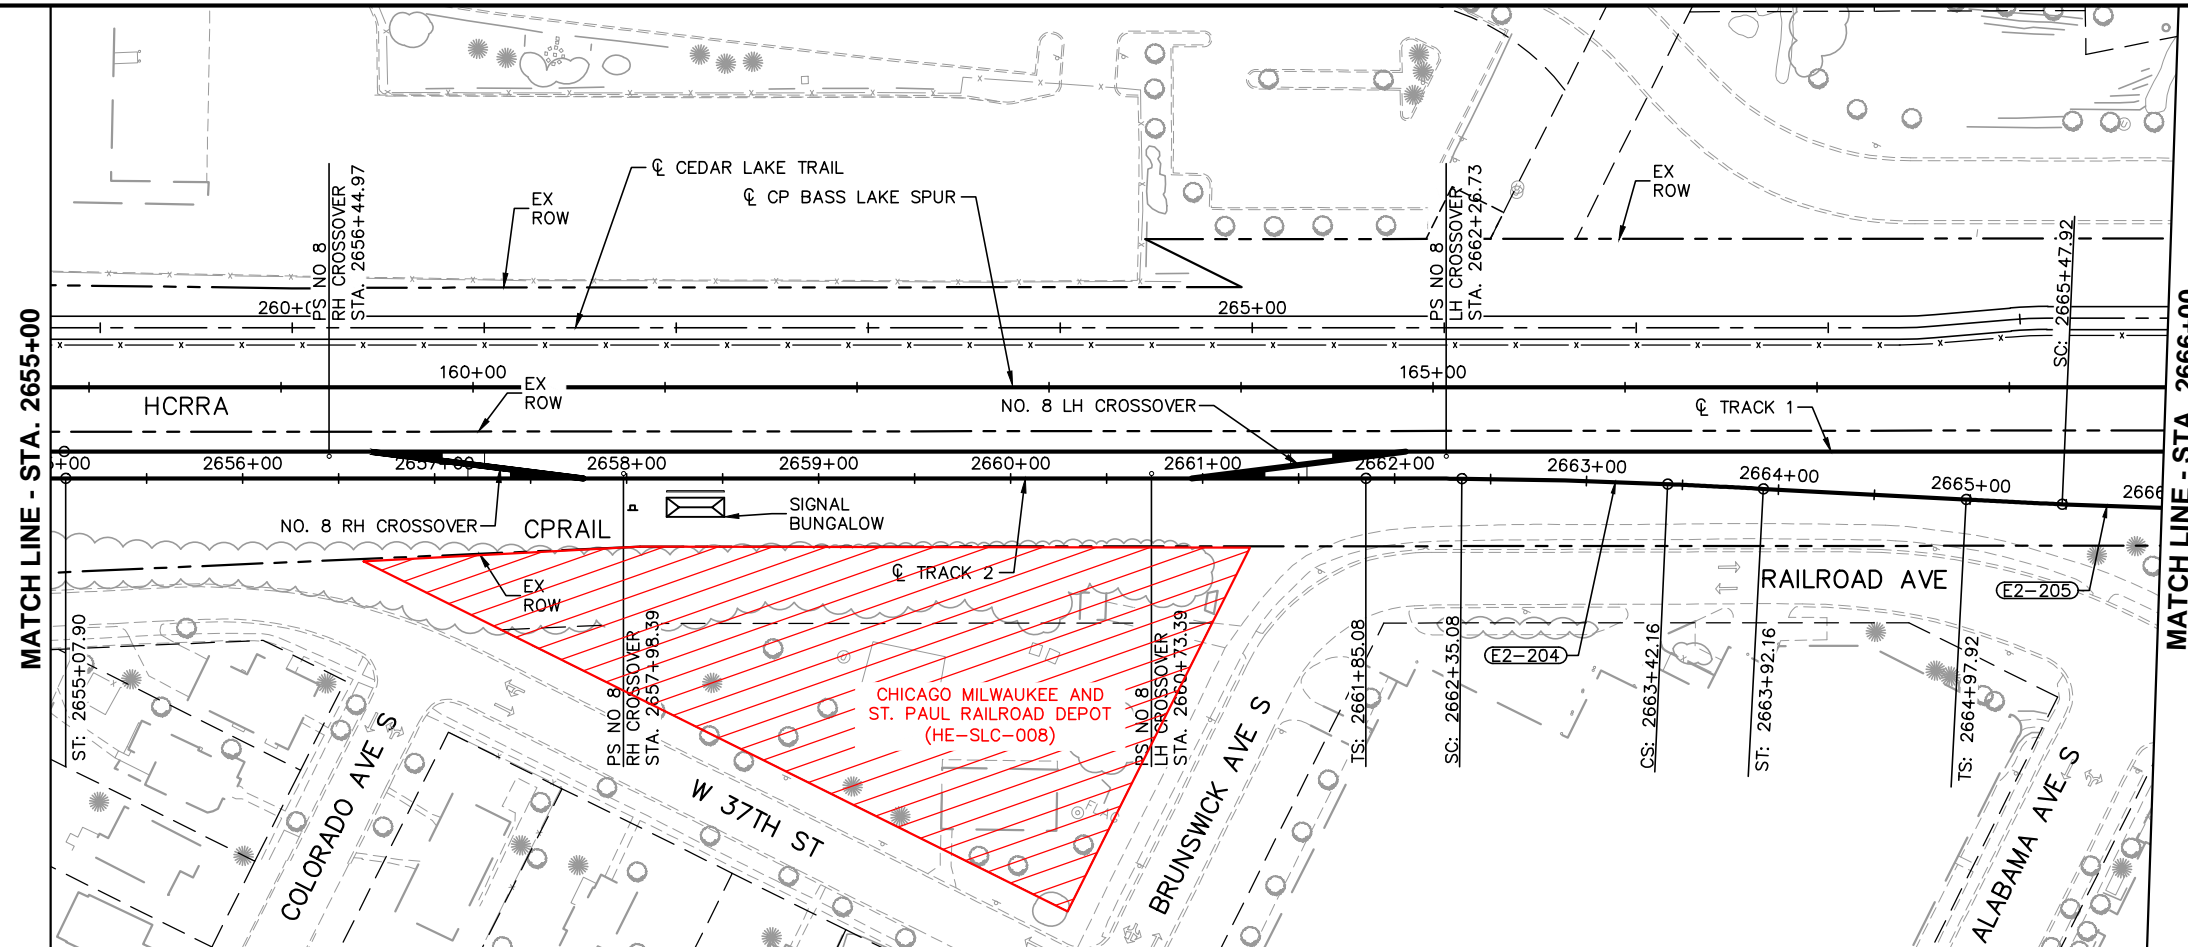 MATCH LINE - STA. 2655+00
PS NO 8
RH CROSSOVER
STA. 2656+44.97
EX
ROW
℄ CEDAR LAKE TRAIL
℄ CP BASS LAKE SPUR
PS NO 8
LH CROSSOVER
STA. 2662+26.73
EX
ROW
SC: 2665+47.92
265+00
160+00
165+00
HCRRA
EX
ROW
NO. 8 LH CROSSOVER
℄ TRACK 1
2656+00
2657+00
2658+00
2659+00
2660+00
2661+00
2662+00
2663+00
2664+00
2665+00
2666
NO. 8 RH CROSSOVER
CPRAIL
SIGNAL
BUNGALOW
℄ TRACK 2
EX
ROW
RAILROAD AVE
E2-205
E2-204
ST: 2655+07.90
PS NO 8
RH CROSSOVER
STA. 2657+98.39
CHICAGO MILWAUKEE AND
ST. PAUL RAILROAD DEPOT
(HE-SLC-008)
PS NO 8
LH CROSSOVER
STA. 2660+73.39
TS: 2661+85.08
SC: 2662+35.08
CS: 2663+42.16
ST: 2663+92.16
TS: 2664+97.92
COLORADO AVE S
W 37TH ST
BRUNSWICK AVE S
ALABAMA AVE S
MATCH LINE - STA. 2666+00